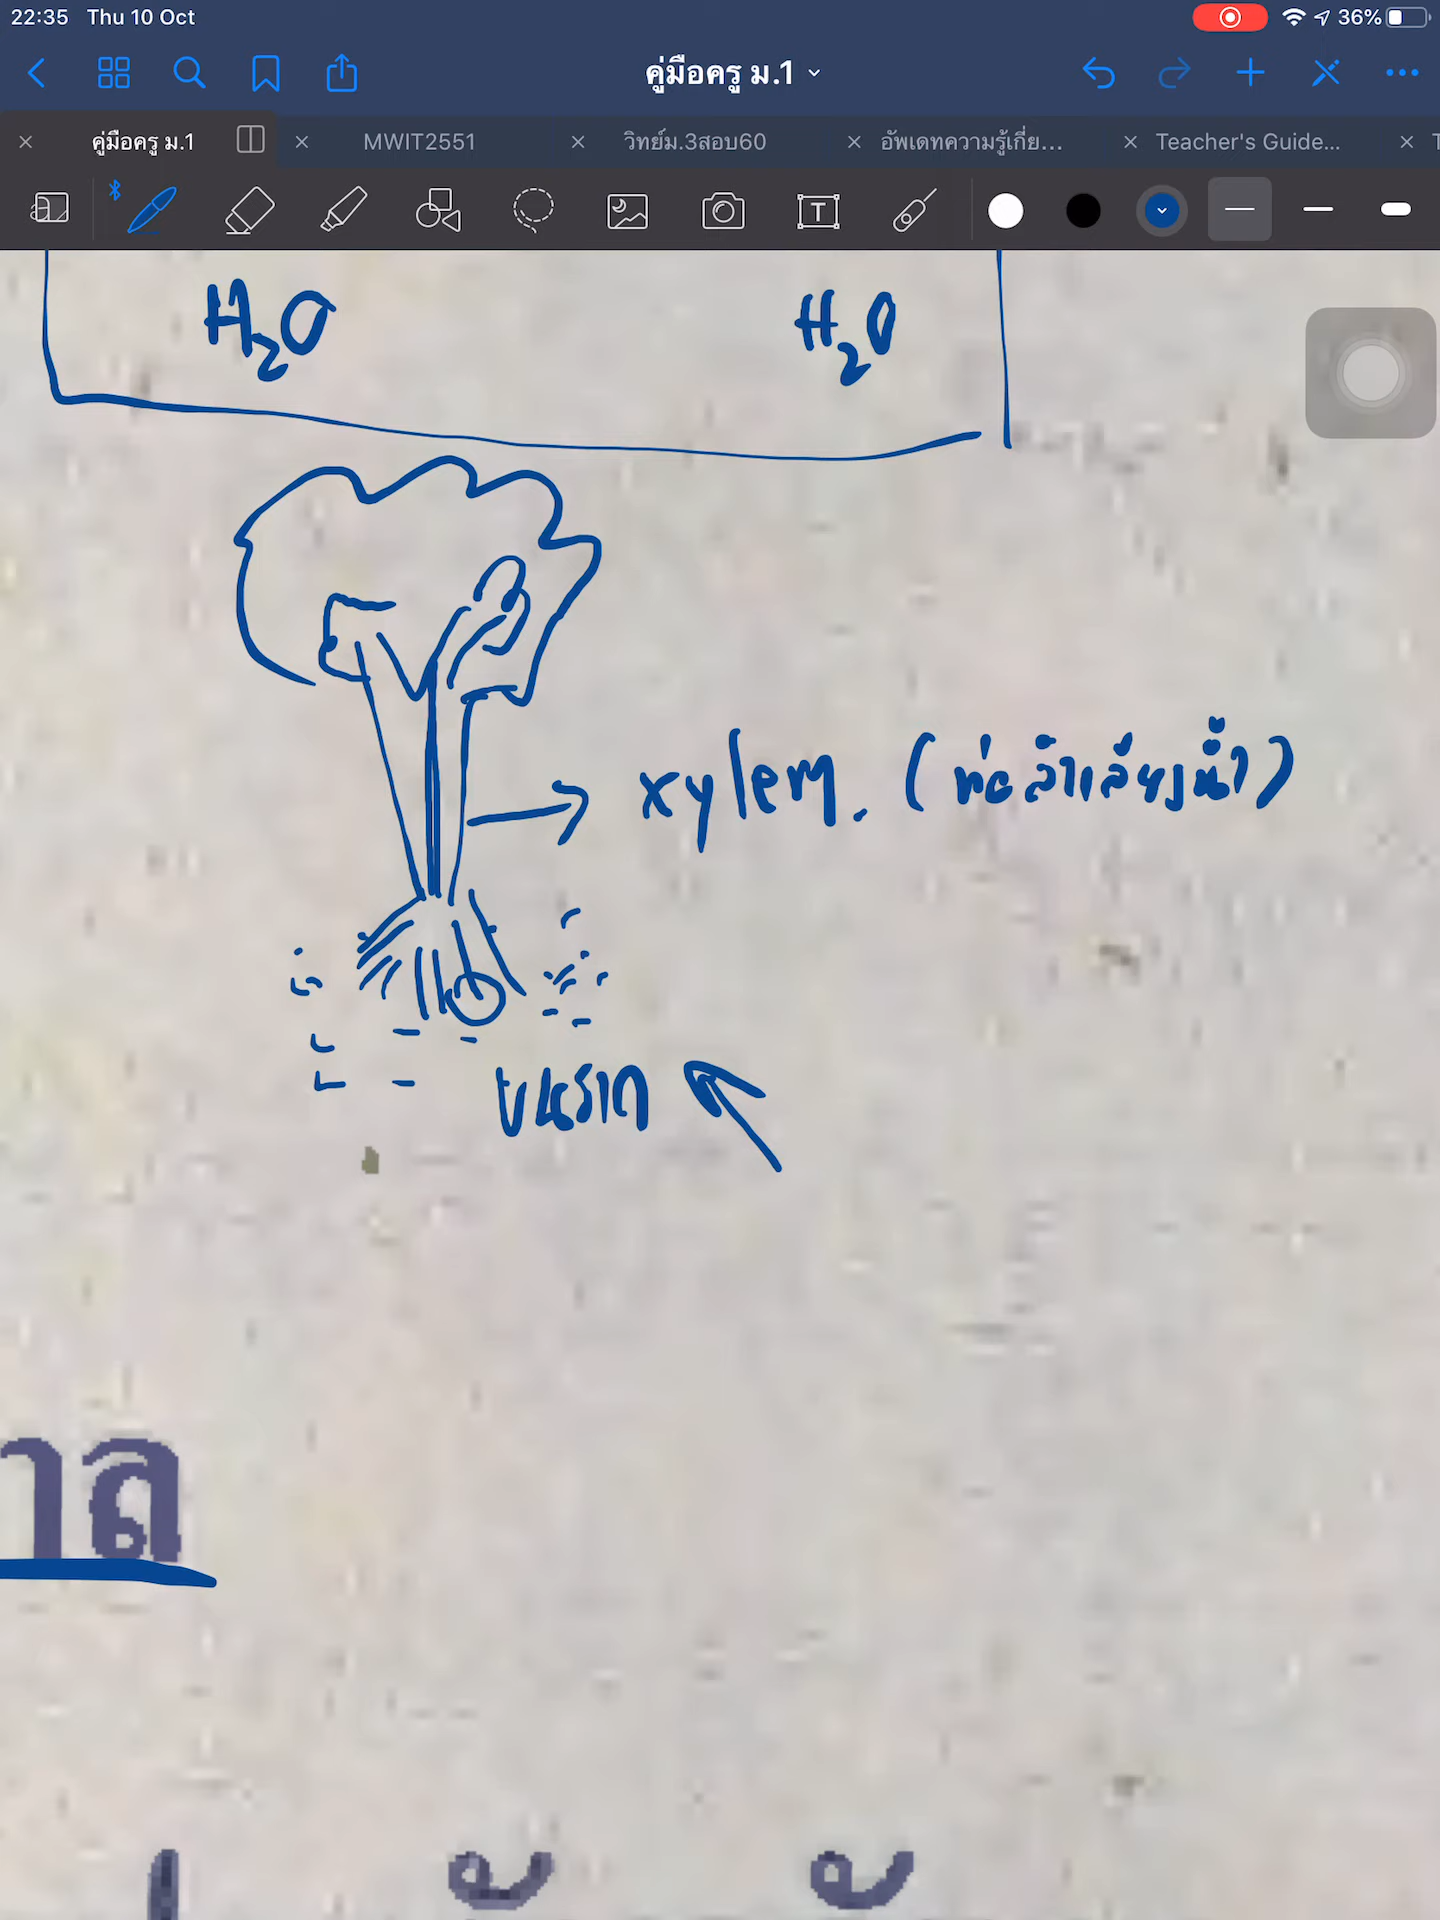 22:35 Thu 10 Oct 36%
คู่มือครู ม.1
คู่มือครู ม.1 MWIT2551 วิทย์ม.3สอบ60 อัพเดทความรู้เกี่ย... Teacher's Guide... T
T
H₂O H₂O
xylem. (ท่อลำเลียงน้ำ)
ขนราก
าล